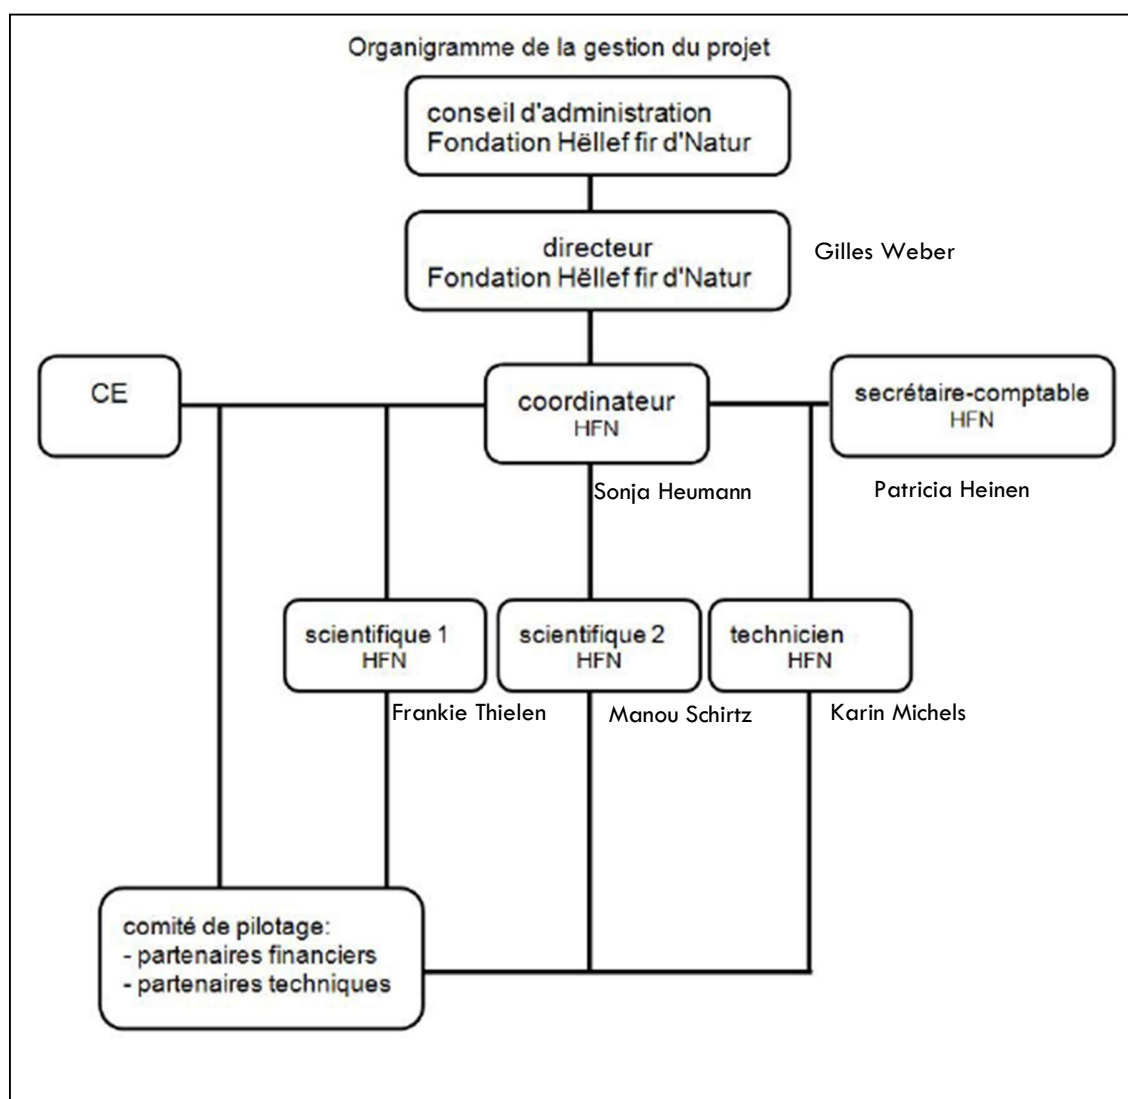 Organigramme de la gestion du projet
conseil d'administration
Fondation Hëllef fir d'Natur
directeur
Fondation Hëllef fir d'Natur
Gilles Weber
CE
coordinateur
HFN
secrétaire-comptable
HFN
Sonja Heumann
Patricia Heinen
scientifique 1
HFN
scientifique 2
HFN
technicien
HFN
Frankie Thielen
Manou Schirtz
Karin Michels
comité de pilotage:
- partenaires financiers
- partenaires techniques